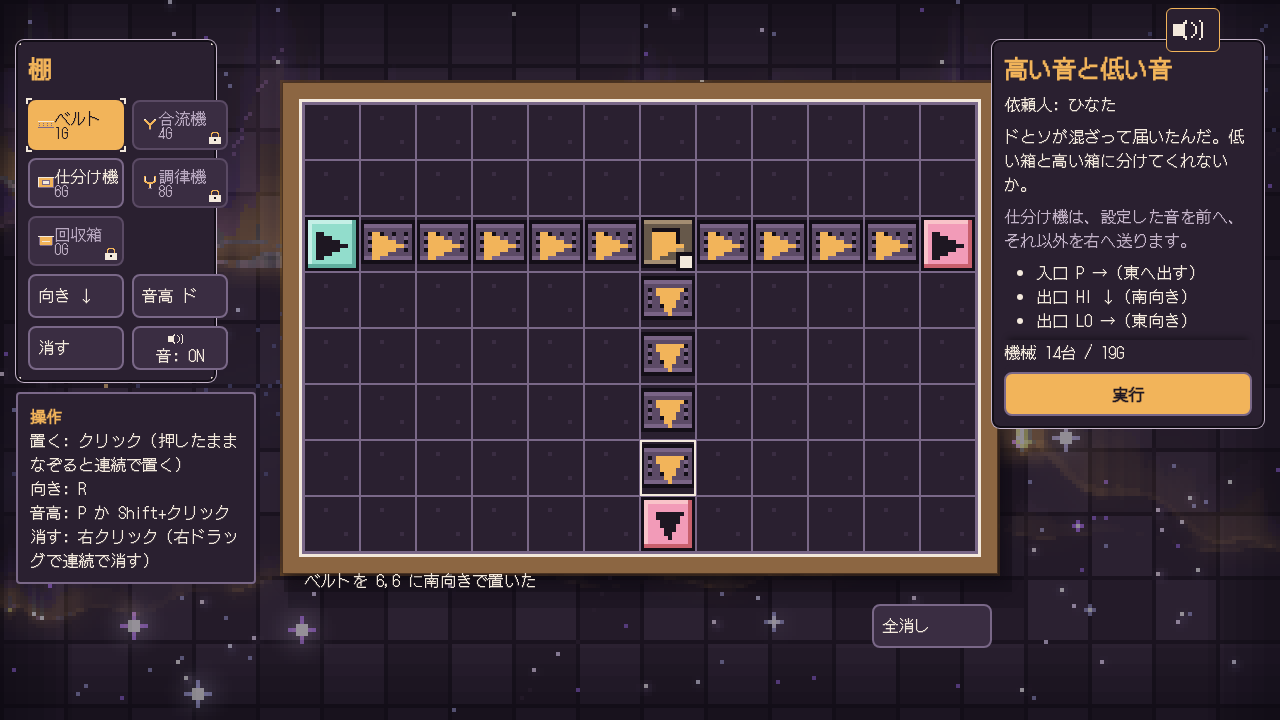 棚
ベルト
1G
合流機
4G
仕分け機
6G
調律機
8G
回収箱
0G
向き ↓
音高 ド
消す
音: ON
操作
置く: クリック (押したまま
なぞると連続で置く)
向き: R
音高: P か Shift+クリック
消す: 右クリック (右ドラッ
グで連続で消す)
ベルトを 6,6 に南向きで置いた
全消し
高い音と低い音
依頼人: ひなた
ドとソが混ざって届いたんだ。低
い箱と高い箱に分けてくれない
か。
仕分け機は、設定した音を前へ、
それ以外を右へ送ります。
• 入口 P → (東へ出す)
• 出口 HI ↓ (南向き)
• 出口 LO → (東向き)
機械 14台 / 19G
実行